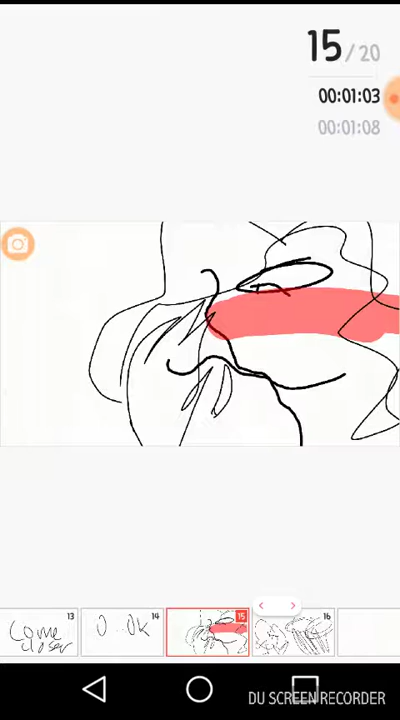 15/20
00:01:03
00:01:08
13
14
15
16
Come
closer
O..Ok
DU SCREEN RECORDER